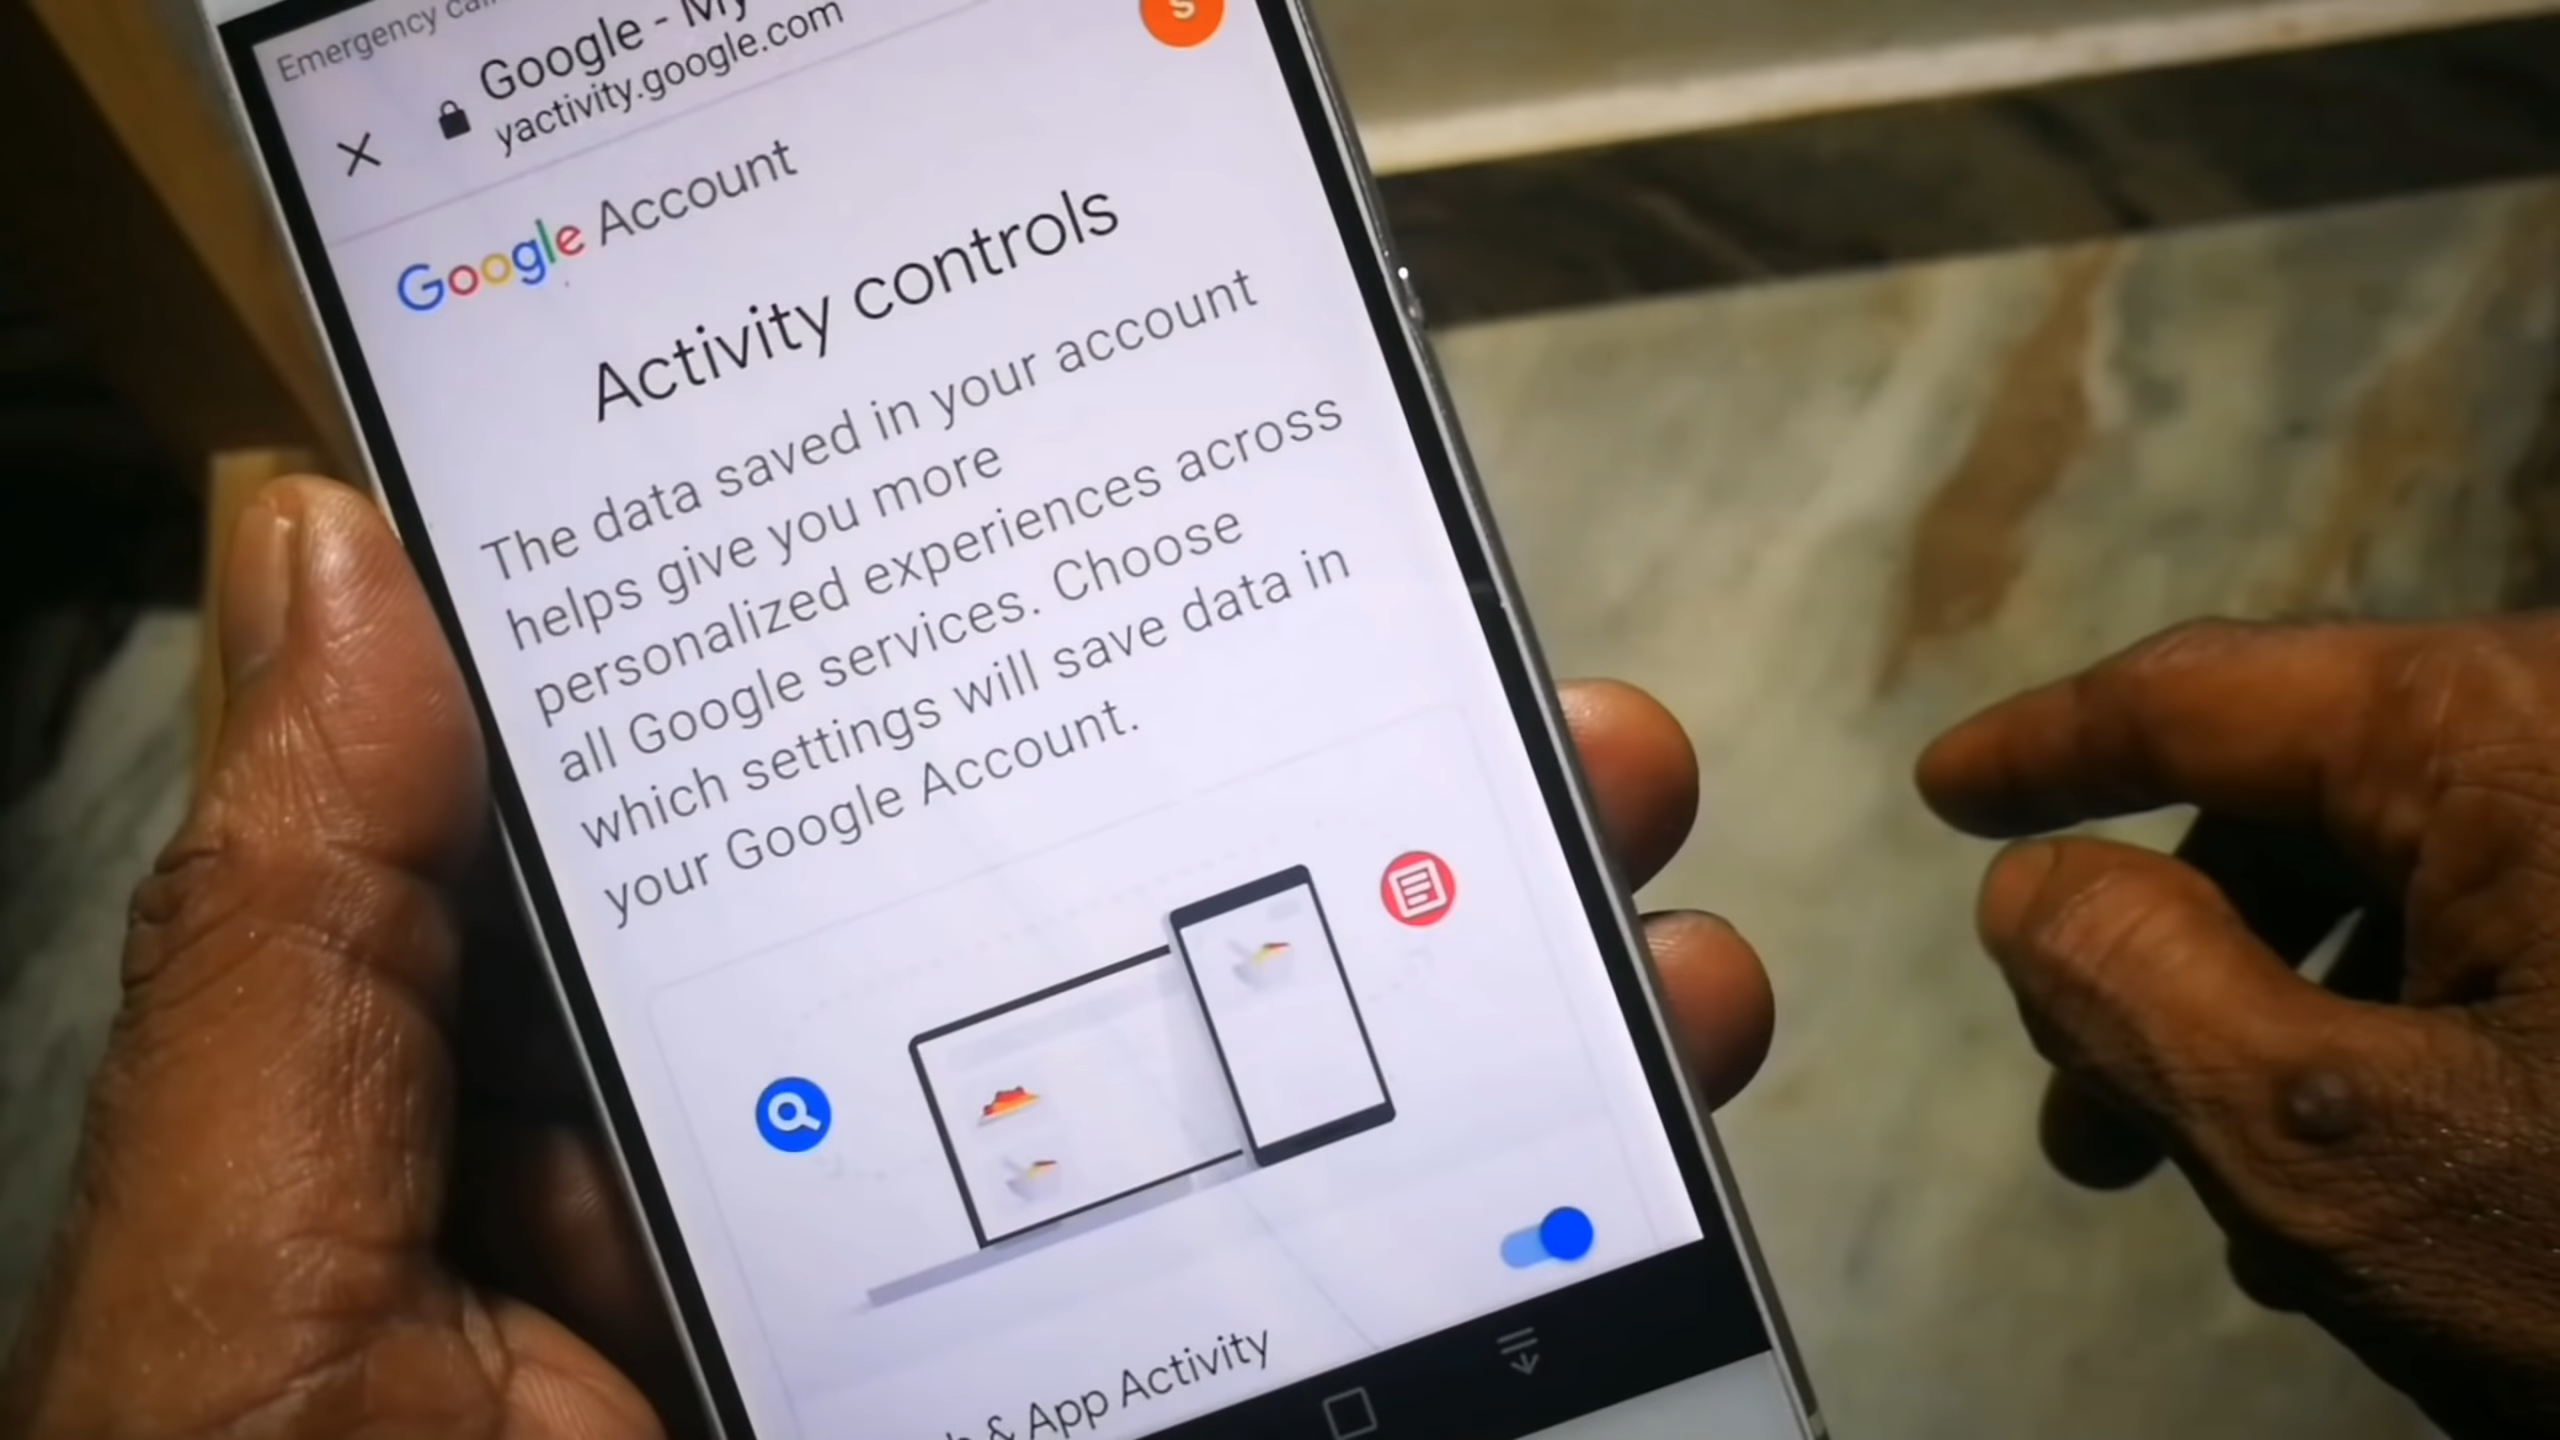 Emergency
Google - My
yactivity.google.com
S
Google Account
Activity controls
The data saved in your account
helps give you more
personalized experiences across
all Google services. Choose
which settings will save data in
your Google Account.
& App Activity